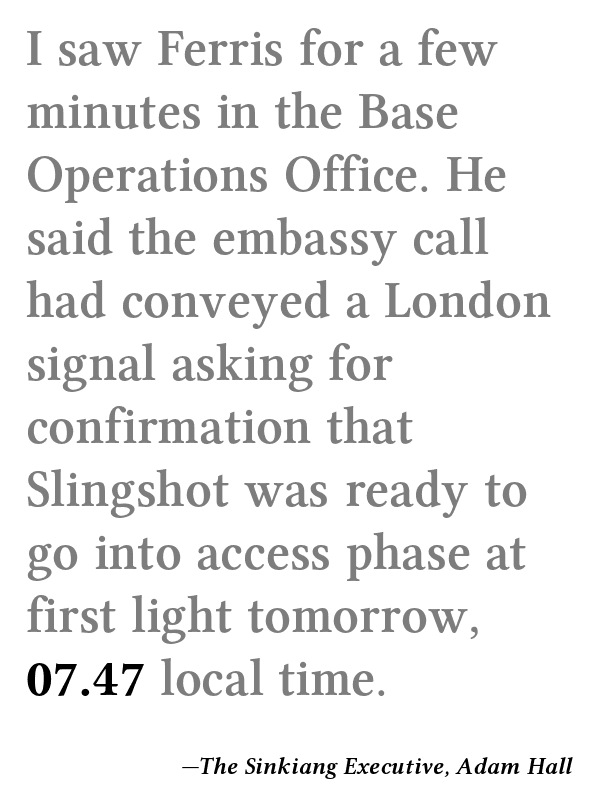 I saw Ferris for a few
minutes in the Base
Operations Office. He
said the embassy call
had conveyed a London
signal asking for
confirmation that
Slingshot was ready to
go into access phase at
first light tomorrow,
07.47 local time.
—The Sinkiang Executive, Adam Hall